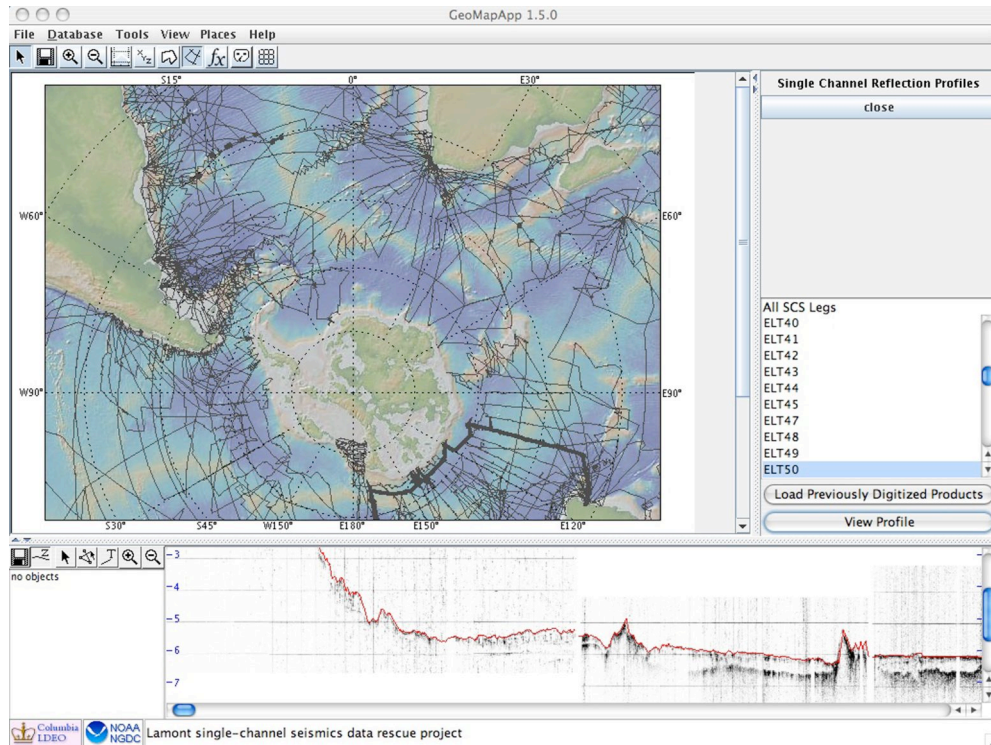 GeoMapApp 1.5.0
File Database Tools View Places Help
xyz fx
S15° 0° E30°
W60° E60°
W90° E90°
S30° S45° W150° E180° E150° E120°
Single Channel Reflection Profiles
close
All SCS Legs
ELT40
ELT41
ELT42
ELT43
ELT44
ELT45
ELT47
ELT48
ELT49
ELT50
Load Previously Digitized Products
View Profile
no objects
-3
-4
-5
-6
-7
Columbia
LDEO
NOAA
NGDC
Lamont single-channel seismics data rescue project